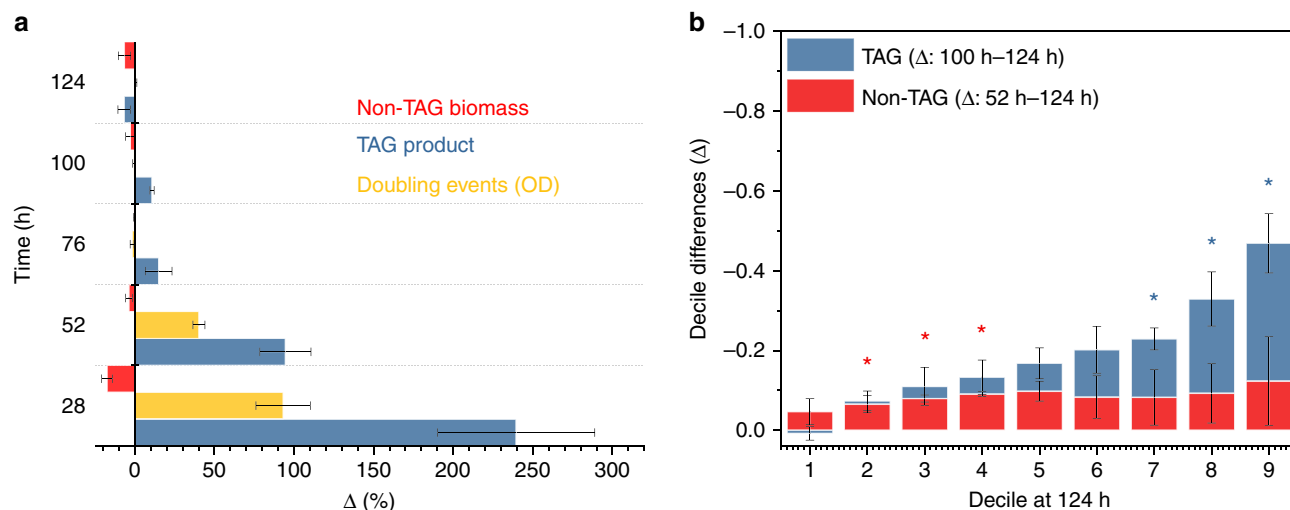 a
Time (h)
124
100
76
52
28
Non-TAG biomass
TAG product
Doubling events (OD)
0 50 100 150 200 250 300
Δ (%)
b
Decile differences (Δ)
–1.0
–0.8
–0.6
–0.4
–0.2
0.0
TAG (Δ: 100 h–124 h)
Non-TAG (Δ: 52 h–124 h)
* * * * * *
1 2 3 4 5 6 7 8 9
Decile at 124 h